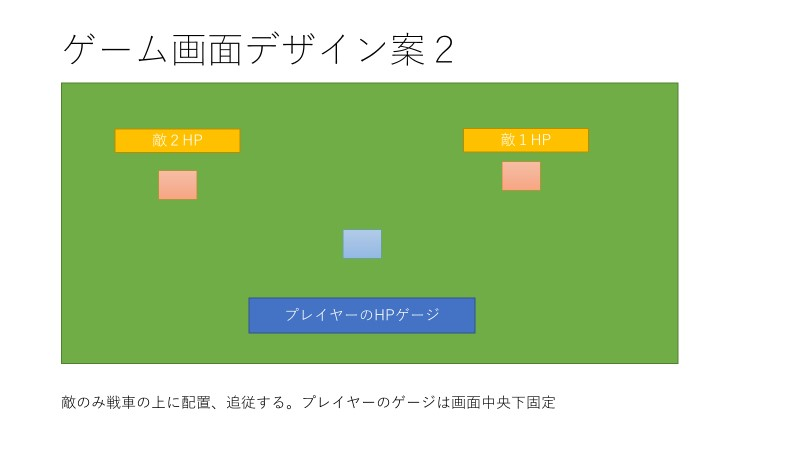 ゲーム画面デザイン案２
敵２HP
敵１HP
プレイヤーのHPゲージ
敵のみ戦車の上に配置、追従する。プレイヤーのゲージは画面中央下固定